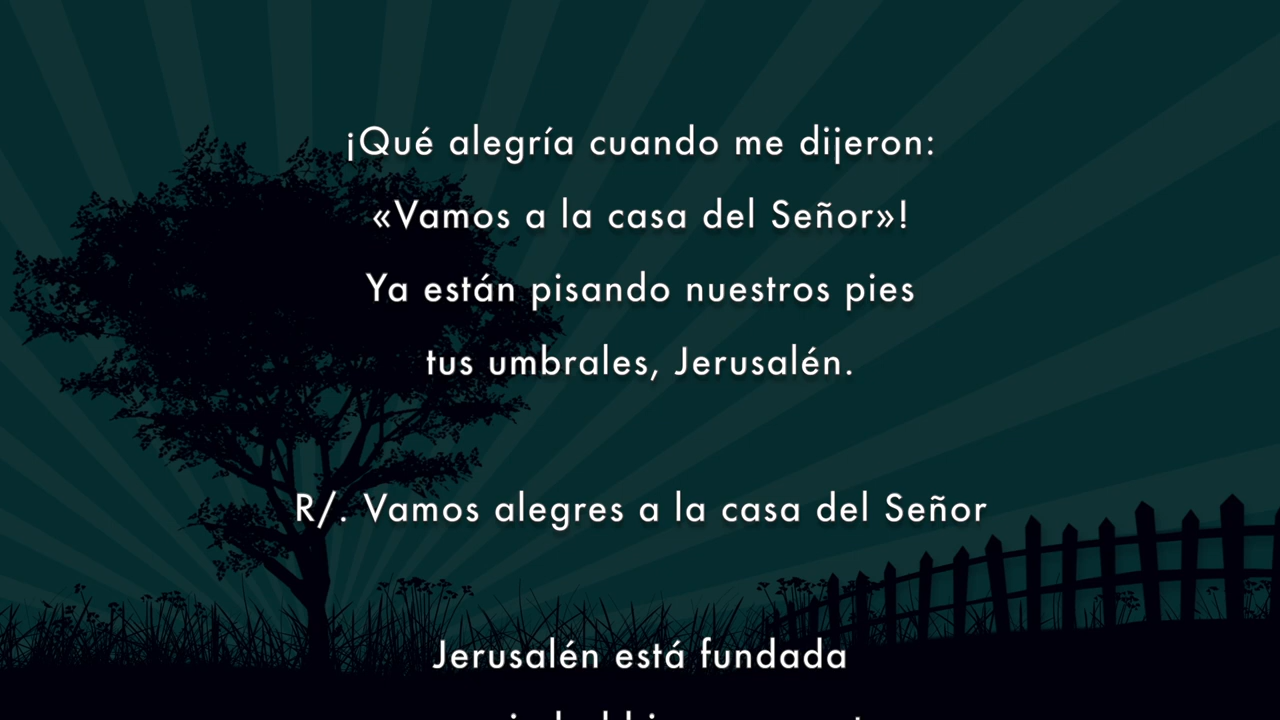 ¡Qué alegría cuando me dijeron:
«Vamos a la casa del Señor»!
Ya están pisando nuestros pies
tus umbrales, Jerusalén.
R/. Vamos alegres a la casa del Señor
Jerusalén está fundada